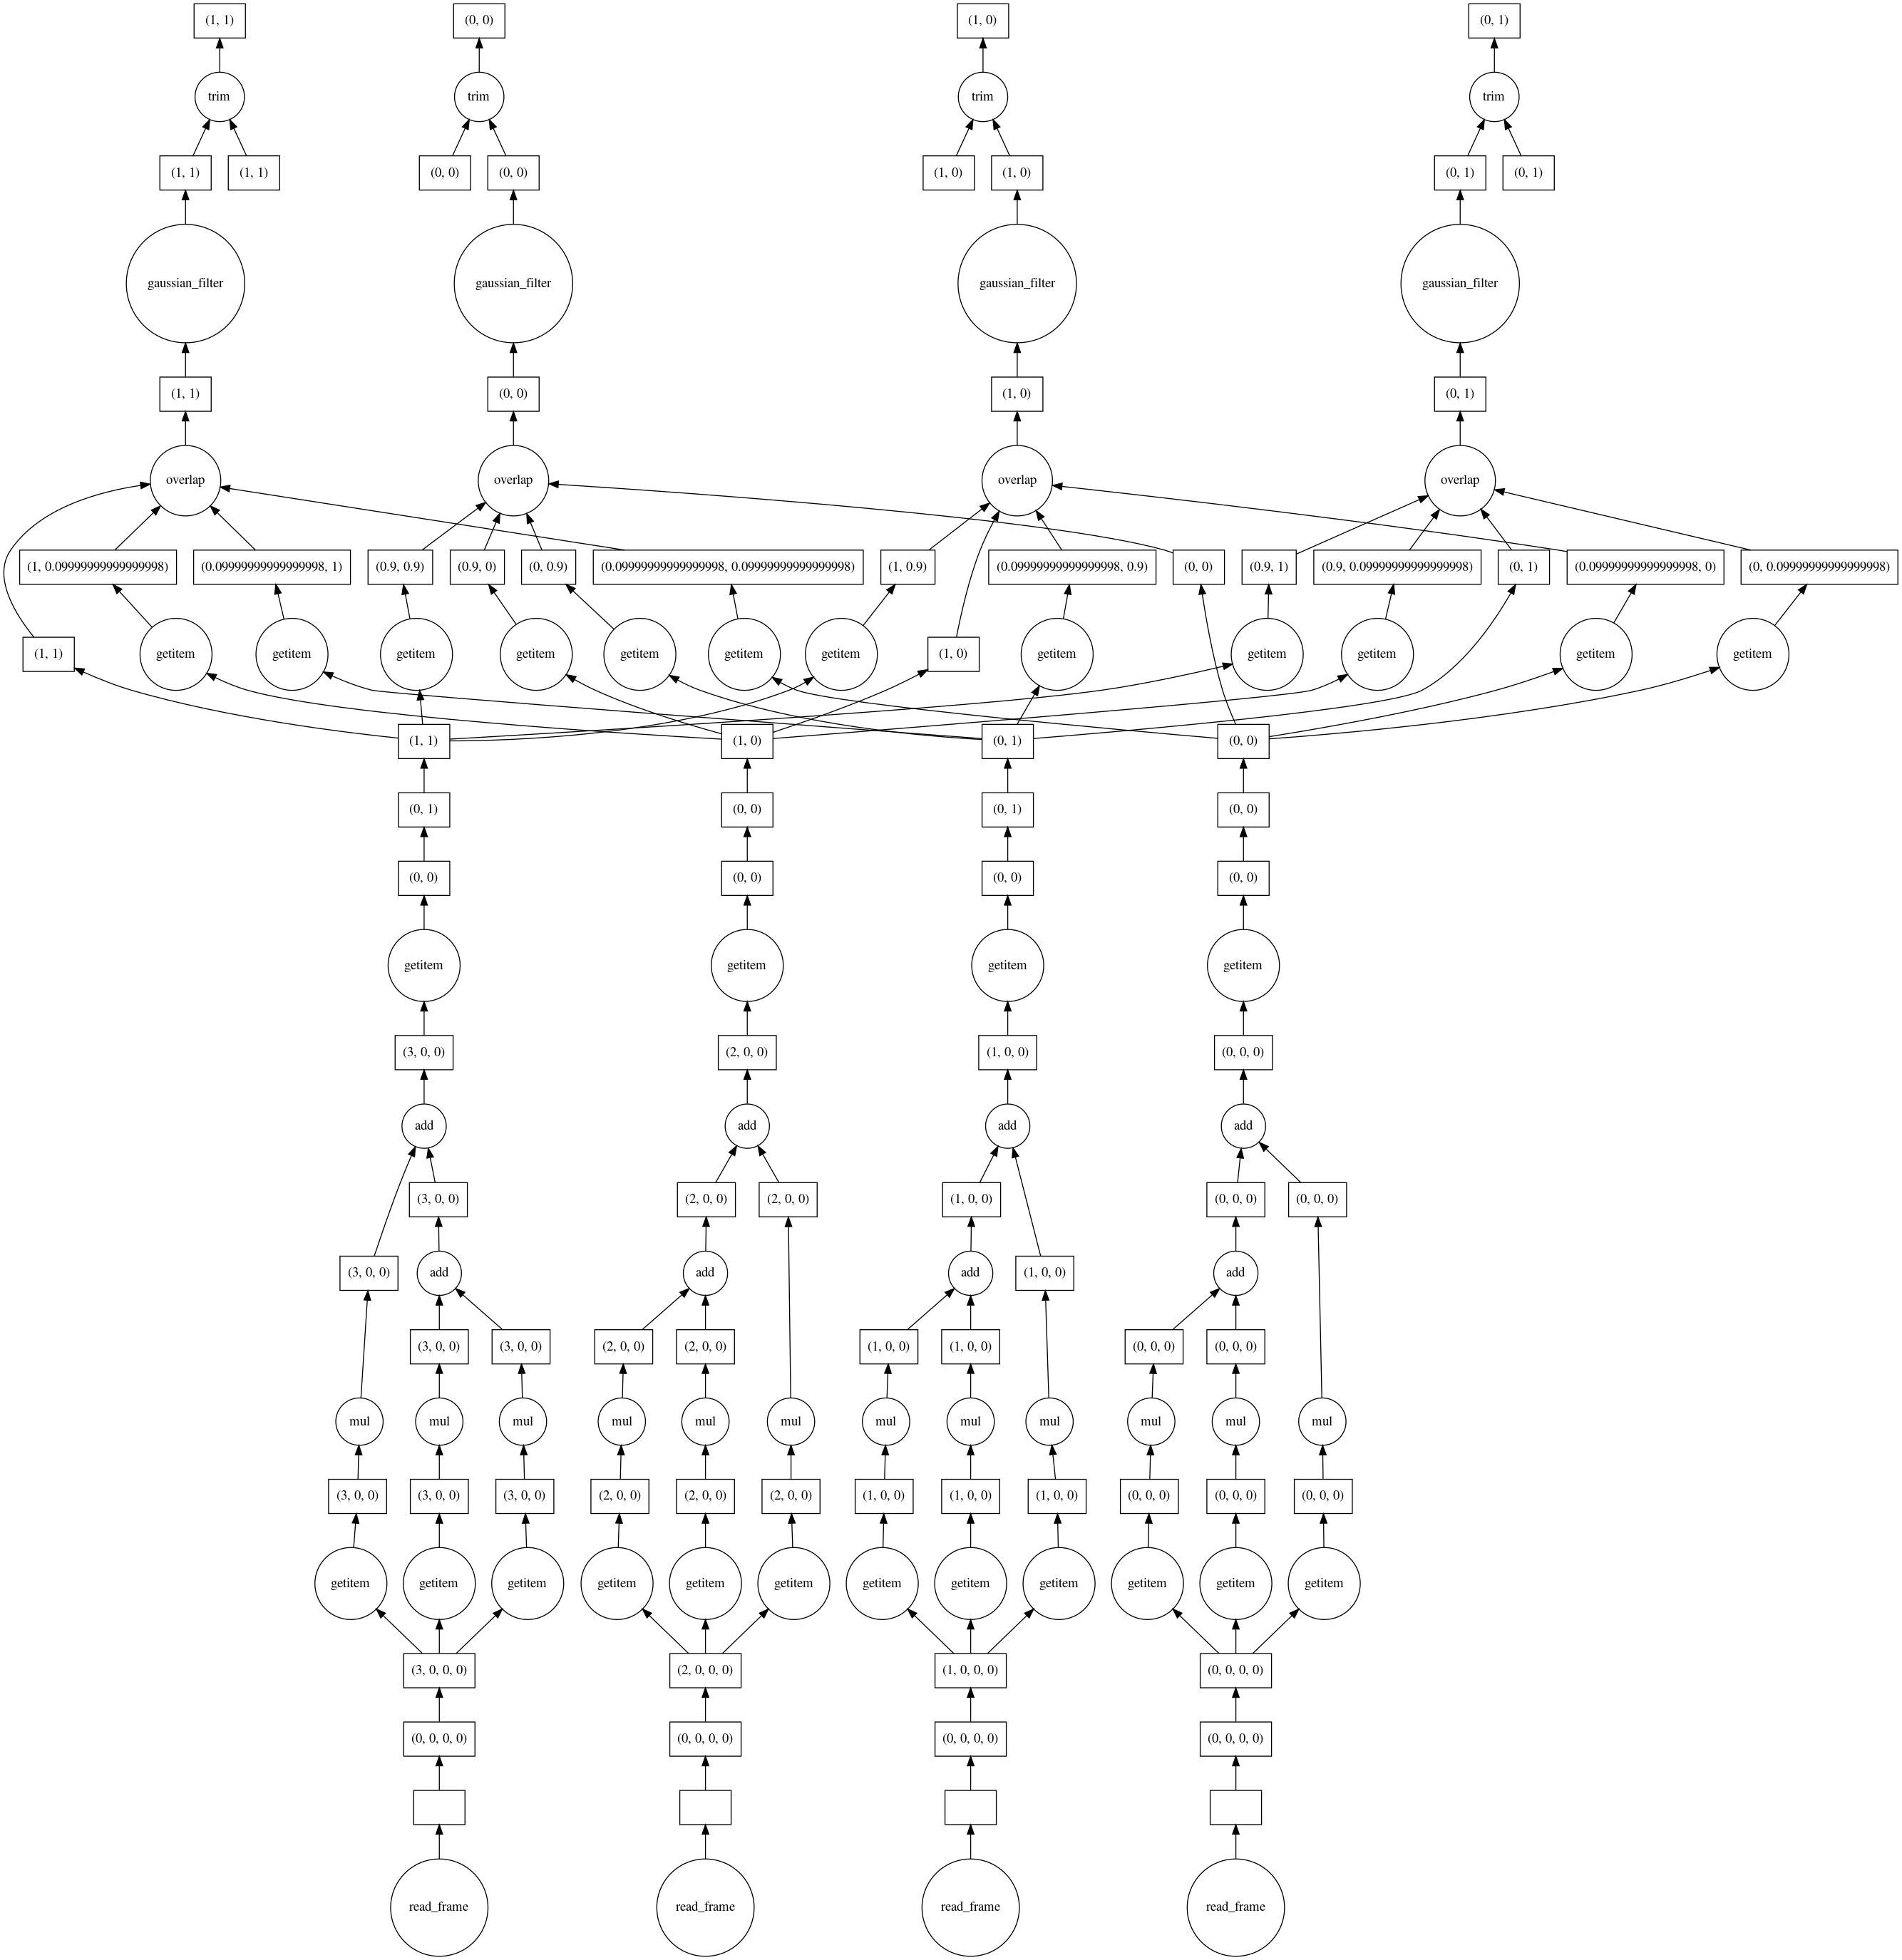 (1, 1)
(0, 0)
(1, 0)
(0, 1)
trim
trim
trim
trim
(1, 1)
(1, 1)
(0, 0)
(0, 0)
(1, 0)
(1, 0)
(0, 1)
(0, 1)
gaussian_filter
gaussian_filter
gaussian_filter
gaussian_filter
(1, 1)
(0, 0)
(1, 0)
(0, 1)
overlap
overlap
overlap
overlap
(1, 0.09999999999999998)
(0.09999999999999998, 1)
(0.9, 0.9)
(0.9, 0)
(0, 0.9)
(0.09999999999999998, 0.09999999999999998)
(1, 0.9)
(0.09999999999999998, 0.9)
(0, 0)
(0.9, 1)
(0.9, 0.09999999999999998)
(0, 1)
(0.09999999999999998, 0)
(0, 0.09999999999999998)
(1, 1)
getitem
getitem
getitem
getitem
getitem
getitem
getitem
(1, 0)
getitem
getitem
getitem
getitem
getitem
(1, 1)
(1, 0)
(0, 1)
(0, 0)
(0, 1)
(0, 0)
(0, 1)
(0, 0)
(0, 0)
(0, 0)
(0, 0)
(0, 0)
getitem
getitem
getitem
getitem
(3, 0, 0)
(2, 0, 0)
(1, 0, 0)
(0, 0, 0)
add
add
add
add
(3, 0, 0)
(2, 0, 0)
(2, 0, 0)
(1, 0, 0)
(0, 0, 0)
(0, 0, 0)
(3, 0, 0)
add
add
add
(1, 0, 0)
add
(3, 0, 0)
(3, 0, 0)
(2, 0, 0)
(2, 0, 0)
(1, 0, 0)
(1, 0, 0)
(0, 0, 0)
(0, 0, 0)
mul
mul
mul
mul
mul
mul
mul
mul
mul
mul
mul
mul
(3, 0, 0)
(3, 0, 0)
(3, 0, 0)
(2, 0, 0)
(2, 0, 0)
(2, 0, 0)
(1, 0, 0)
(1, 0, 0)
(1, 0, 0)
(0, 0, 0)
(0, 0, 0)
(0, 0, 0)
getitem
getitem
getitem
getitem
getitem
getitem
getitem
getitem
getitem
getitem
getitem
getitem
(3, 0, 0, 0)
(2, 0, 0, 0)
(1, 0, 0, 0)
(0, 0, 0, 0)
(0, 0, 0, 0)
(0, 0, 0, 0)
(0, 0, 0, 0)
(0, 0, 0, 0)
read_frame
read_frame
read_frame
read_frame